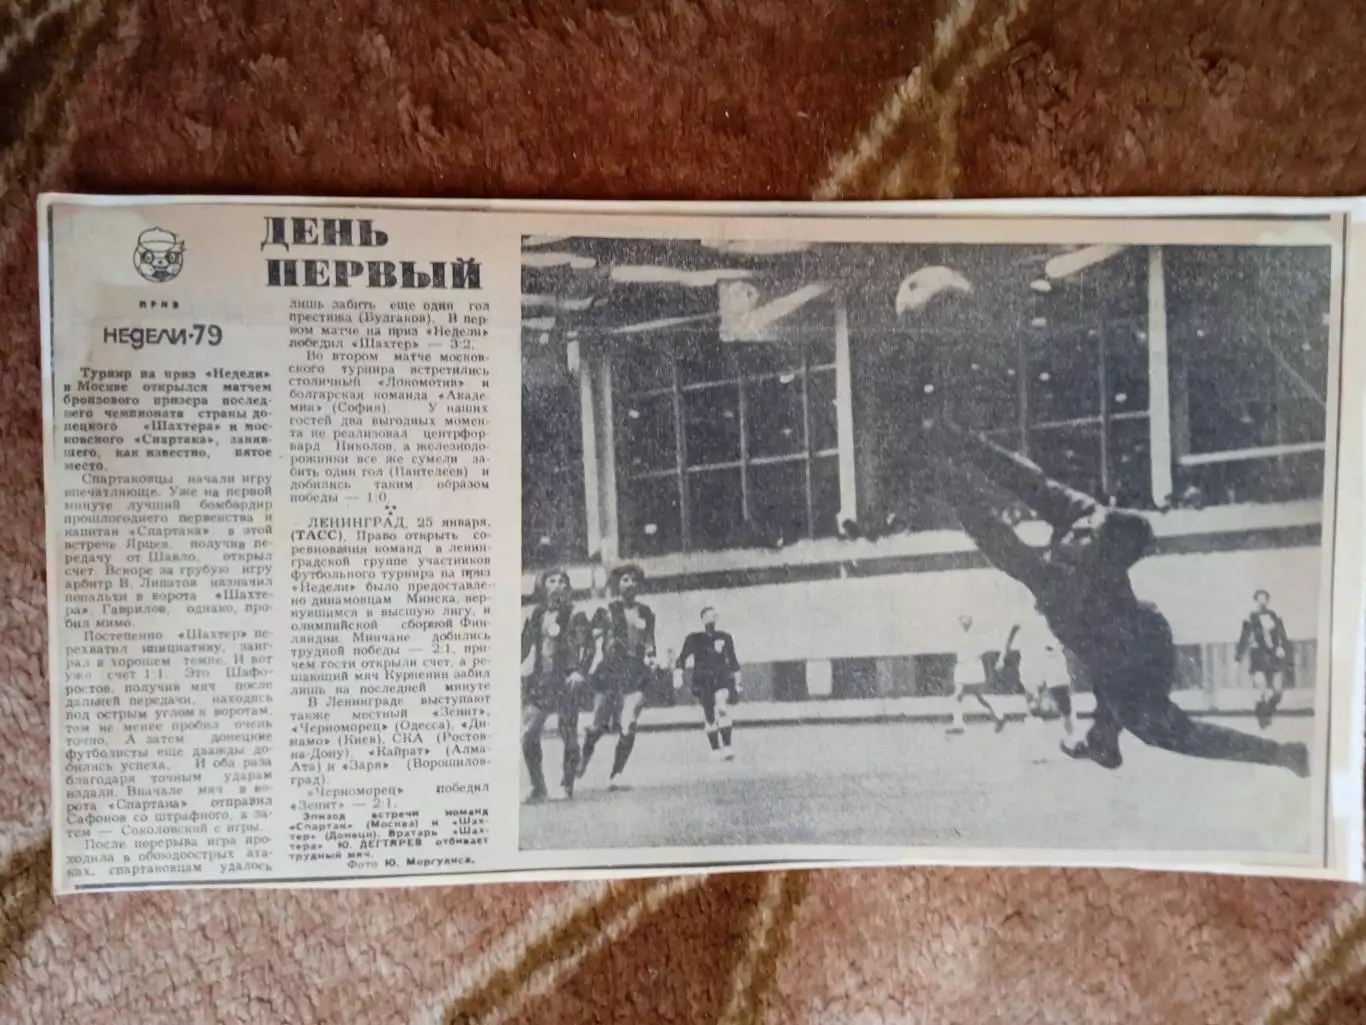 ДЕНЬ
ПЕРВЫЙ
ПРИЗ
НЕДЕЛИ-79
Турнир на приз «Недели»
в Москве открылся матчем
бронзового призера послед-
него чемпионата страны до-
нецкого «Шахтера» и мос-
ковского «Спартака», заняв-
шего, как известно, пятое
место.
Спартаковцы начали игру
впечатляюще. Уже на первой
минуте лучший бомбардир
прошлогоднего первенства и
капитан «Спартака» в этой
встрече Ярцев, получив пе-
редачу от Шавло, открыл
счет. Вскоре за грубую игру
арбитр В. Липатов назначил
пенальти в ворота «Шахте-
ра». Гаврилов, однако, про-
бил мимо.
Постепенно «Шахтер» пе-
рехватил инициативу, заиг-
рал в хорошем темпе. И вот
уже счет 1:1. Это Шафо-
ростов, получив мяч после
дальней передачи, находясь
под острым углом к воротам,
тем не менее пробил очень
точно. А затем донецкие
футболисты еще дважды до-
бились успеха. И оба раза
благодаря точным ударам
издали. Вначале мяч в во-
рота «Спартака» отправил
Сафонов со штрафного, а за-
тем — Соколовский с игры.
После перерыва игра про-
ходила в обоюдоострых ата-
ках, спартаковцам удалось
лишь забить еще один гол
престижа (Булгаков). В пер-
вом матче на приз «Недели»
победил «Шахтер» — 3:2.
Во втором матче москов-
ского турнира встретились
столичный «Локомотив» и
болгарская команда «Акаде-
мик» (София). У наших
гостей два выгодных момен-
та не реализовал центрфор-
вард Николов, а железнодо-
рожники все же сумели за-
бить один гол (Пантелеев) и
добились таким образом
победы — 1:0.
ЛЕНИНГРАД, 25 января.
(ТАСС). Право открыть со-
ревнования команд в ленин-
градской группе участников
футбольного турнира на приз
«Недели» было предоставле-
но динамовцам Минска, вер-
нувшимся в высшую лигу, и
олимпийской сборной Фин-
ляндии. Минчане добились
трудной победы — 2:1, при-
чем гости открыли счет, а ре-
шающий мяч Курненин забил
лишь на последней минуте
В Ленинграде выступают
также местный «Зенит»,
«Черноморец» (Одесса), «Ди-
намо» (Киев), СКА (Ростов-
на-Дону), «Кайрат» (Алма-
Ата) и «Заря» (Ворошилов-
град).
«Черноморец» победил
«Зенит» — 2:1.
Эпизод встречи команд
«Спартак» (Москва) и «Шах-
тер» (Донецк). Вратарь «Шах-
тера» Ю. ДЕГТЯРЕВ отбивает
трудный мяч.
Фото Ю. Моргулиса.